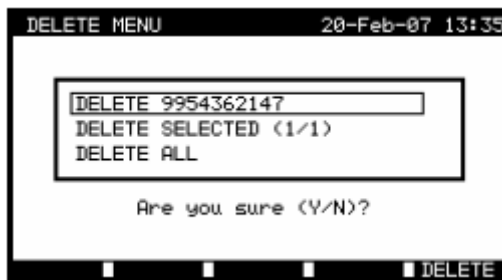 DELETE MENU 20-Feb-07 13:35
DELETE 9954362147
DELETE SELECTED (1/1)
DELETE ALL
Are you sure (Y/N)?
DELETE